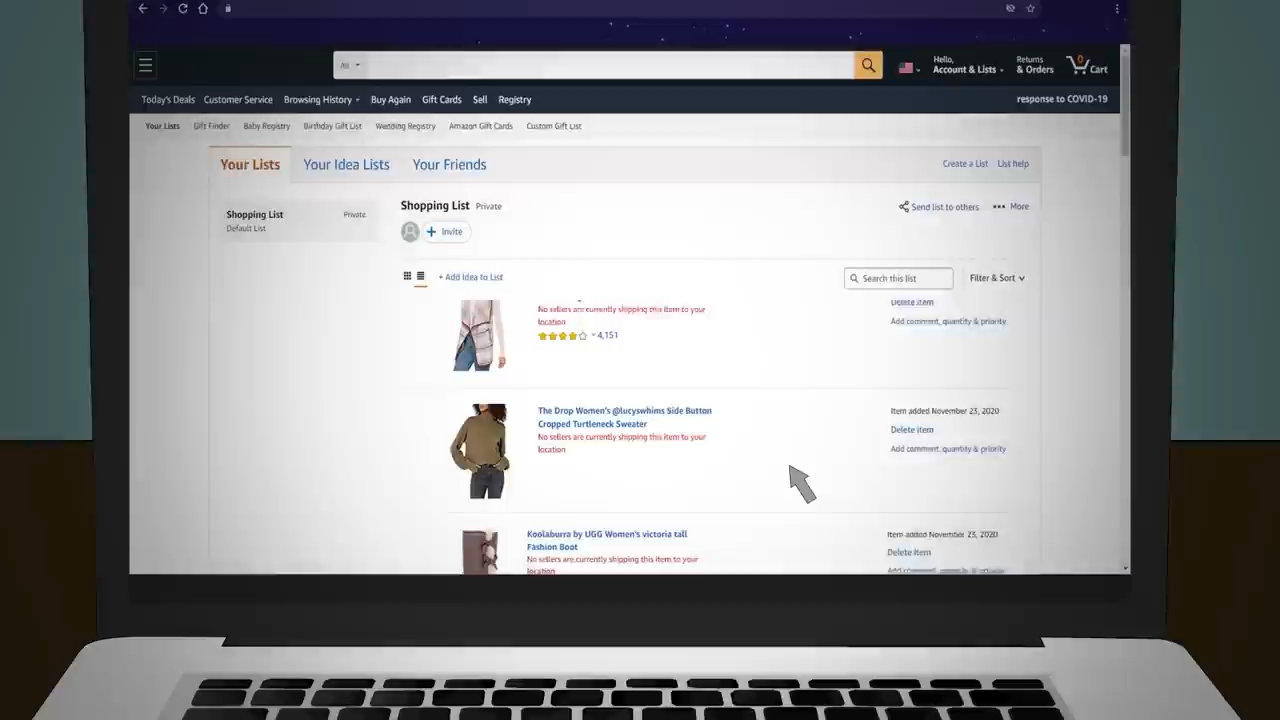 All
Hello,
Account & Lists
Returns
& Orders
0
Cart
Today's Deals Customer Service Browsing History Buy Again Gift Cards Sell Registry
response to COVID-19
Your Lists Gift Finder Baby Registry Birthday Gift List Wedding Registry Amazon Gift Cards Custom Gift List
Your Lists Your Idea Lists Your Friends
Create a List List help
Shopping List Private
Default List
Shopping List Private
Send list to others More
+ Invite
+ Add Idea to List
Search this list
Filter & Sort
No sellers are currently shipping this item to your
location
4,151
Delete item
Add comment, quantity & priority
The Drop Women's @lucyswhims Side Button
Cropped Turtleneck Sweater
No sellers are currently shipping this item to your
location
Item added November 23, 2020
Delete item
Add comment, quantity & priority
Koolaburra by UGG Women's victoria tall
Fashion Boot
No sellers are currently shipping this item to your
location
Item added November 23, 2020
Delete item
Add comment, quantity & priority